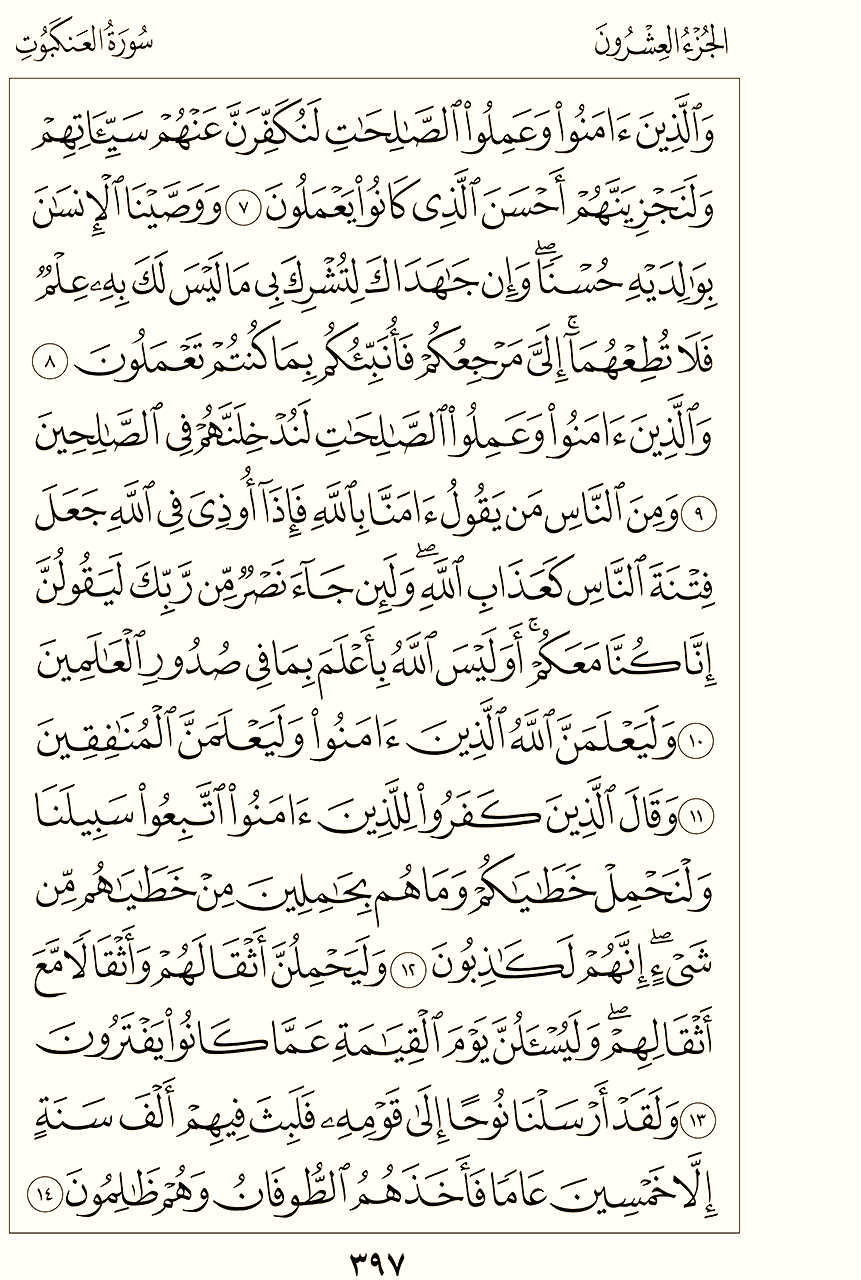 الجُزْءُ العِشْرُونَ
سُورَةُ العَنكَبُوتِ
وَٱلَّذِينَ ءَامَنُوا۟ وَعَمِلُوا۟ ٱلصَّـٰلِحَـٰتِ لَنُكَفِّرَنَّ عَنْهُمْ سَيِّـَٔاتِهِمْ
وَلَنَجْزِيَنَّهُمْ أَحْسَنَ ٱلَّذِى كَانُوا۟ يَعْمَلُونَ ٧ وَوَصَّيْنَا ٱلْإِنسَـٰنَ
بِوَٰلِدَيْهِ حُسْنًا ۖ وَإِن جَـٰهَدَاكَ لِتُشْرِكَ بِى مَا لَيْسَ لَكَ بِهِۦ عِلْمٌ
فَلَا تُطِعْهُمَآ ۚ إِلَىَّ مَرْجِعُكُمْ فَأُنَبِّئُكُم بِمَا كُنتُمْ تَعْمَلُونَ ٨
وَٱلَّذِينَ ءَامَنُوا۟ وَعَمِلُوا۟ ٱلصَّـٰلِحَـٰتِ لَنُدْخِلَنَّهُمْ فِى ٱلصَّـٰلِحِينَ
٩ وَمِنَ ٱلنَّاسِ مَن يَقُولُ ءَامَنَّا بِٱللَّهِ فَإِذَآ أُوذِىَ فِى ٱللَّهِ جَعَلَ
فِتْنَةَ ٱلنَّاسِ كَعَذَابِ ٱللَّهِ ۖ وَلَئِن جَآءَ نَصْرٌ مِّن رَّبِّكَ لَيَقُولُنَّ
إِنَّا كُنَّا مَعَكُمْ ۚ أَوَلَيْسَ ٱللَّهُ بِأَعْلَمَ بِمَا فِى صُدُورِ ٱلْعَـٰلَمِينَ
١٠ وَلَيَعْلَمَنَّ ٱللَّهُ ٱلَّذِينَ ءَامَنُوا۟ وَلَيَعْلَمَنَّ ٱلْمُنَـٰفِقِينَ
١١ وَقَالَ ٱلَّذِينَ كَفَرُوا۟ لِلَّذِينَ ءَامَنُوا۟ ٱتَّبِعُوا۟ سَبِيلَنَا
وَلْنَحْمِلْ خَطَـٰيَـٰكُمْ وَمَا هُم بِحَـٰمِلِينَ مِنْ خَطَـٰيَـٰهُم مِّن
شَىْءٍ ۖ إِنَّهُمْ لَكَـٰذِبُونَ ١٢ وَلَيَحْمِلُنَّ أَثْقَالَهُمْ وَأَثْقَالًا مَّعَ
أَثْقَالِهِمْ ۖ وَلَيُسْـَٔلُنَّ يَوْمَ ٱلْقِيَـٰمَةِ عَمَّا كَانُوا۟ يَفْتَرُونَ
١٣ وَلَقَدْ أَرْسَلْنَا نُوحًا إِلَىٰ قَوْمِهِۦ فَلَبِثَ فِيهِمْ أَلْفَ سَنَةٍ
إِلَّا خَمْسِينَ عَامًا فَأَخَذَهُمُ ٱلطُّوفَانُ وَهُمْ ظَـٰلِمُونَ ١٤
٣٩٧